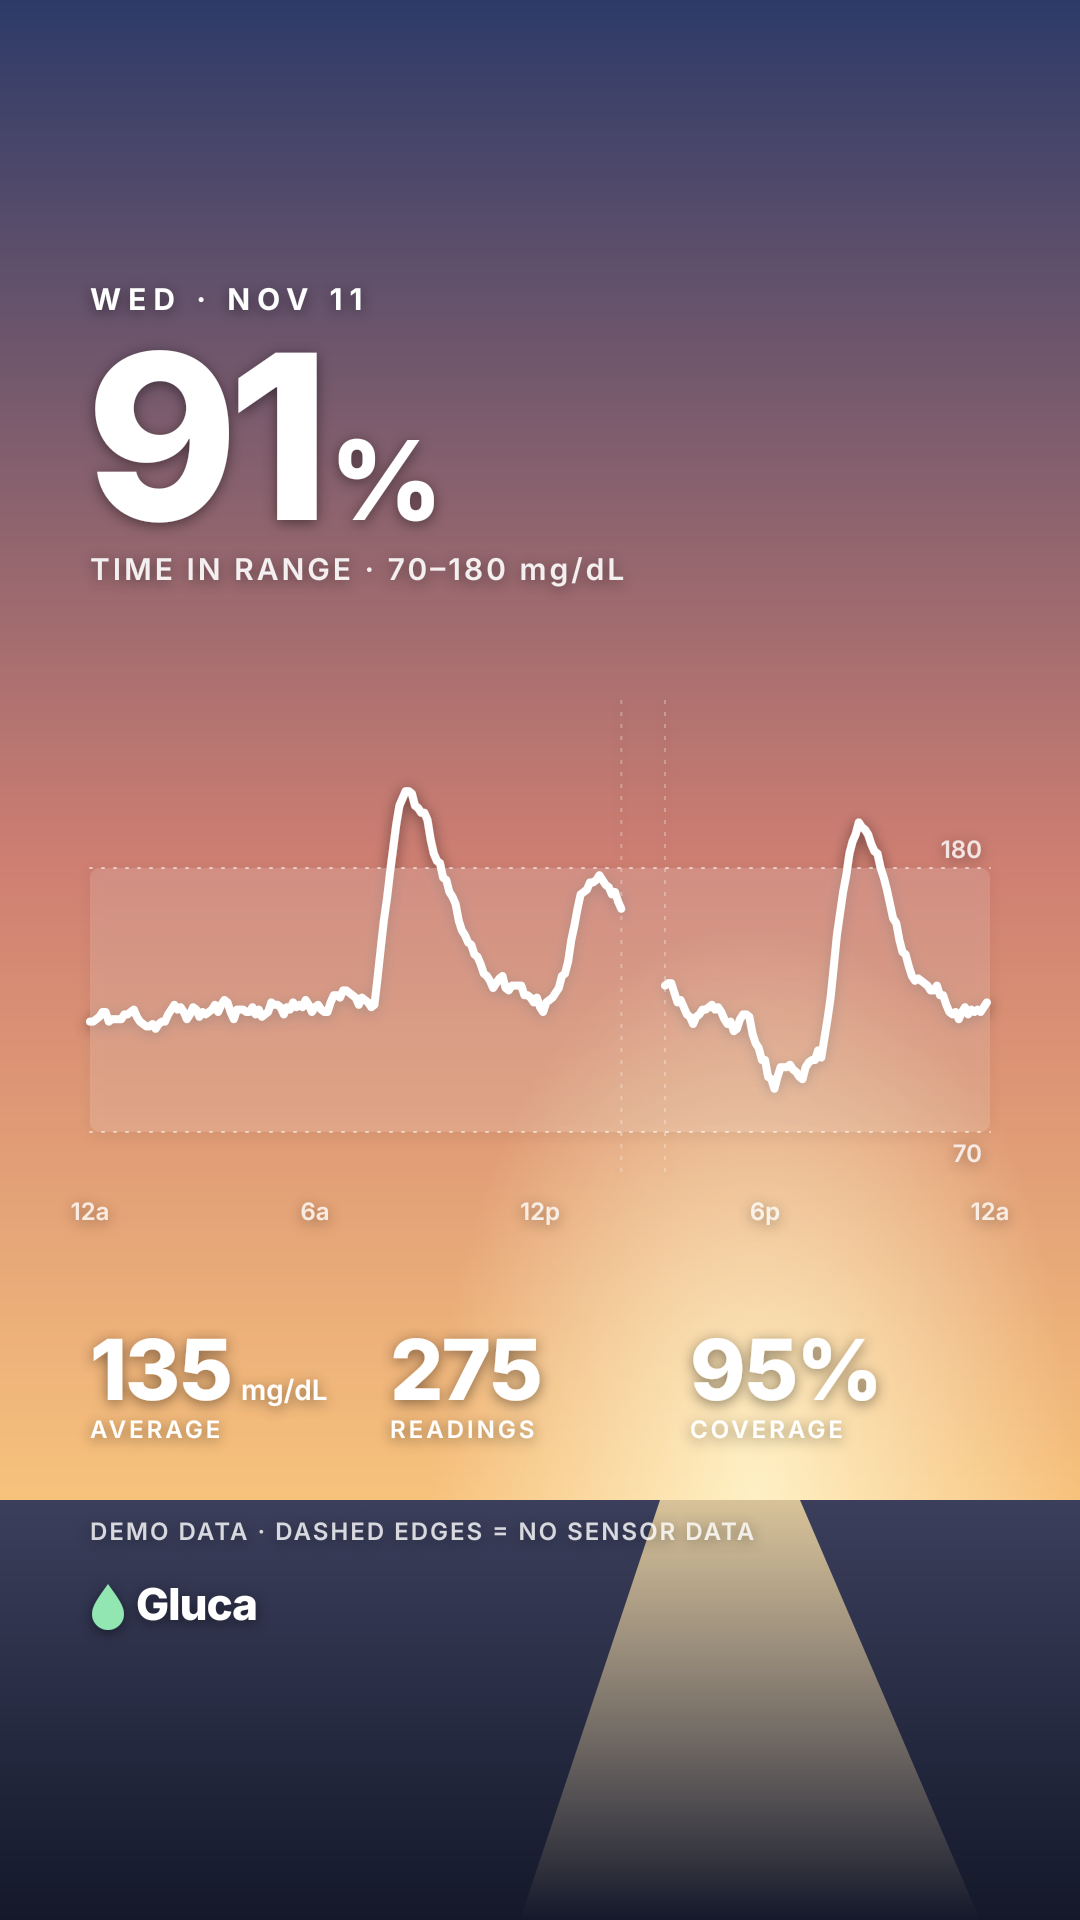 WED · NOV 11
91%
TIME IN RANGE · 70–180 mg/dL
180
70
12a 6a 12p 6p 12a
135 mg/dL 275 95%
AVERAGE READINGS COVERAGE
DEMO DATA · DASHED EDGES = NO SENSOR DATA
Gluca